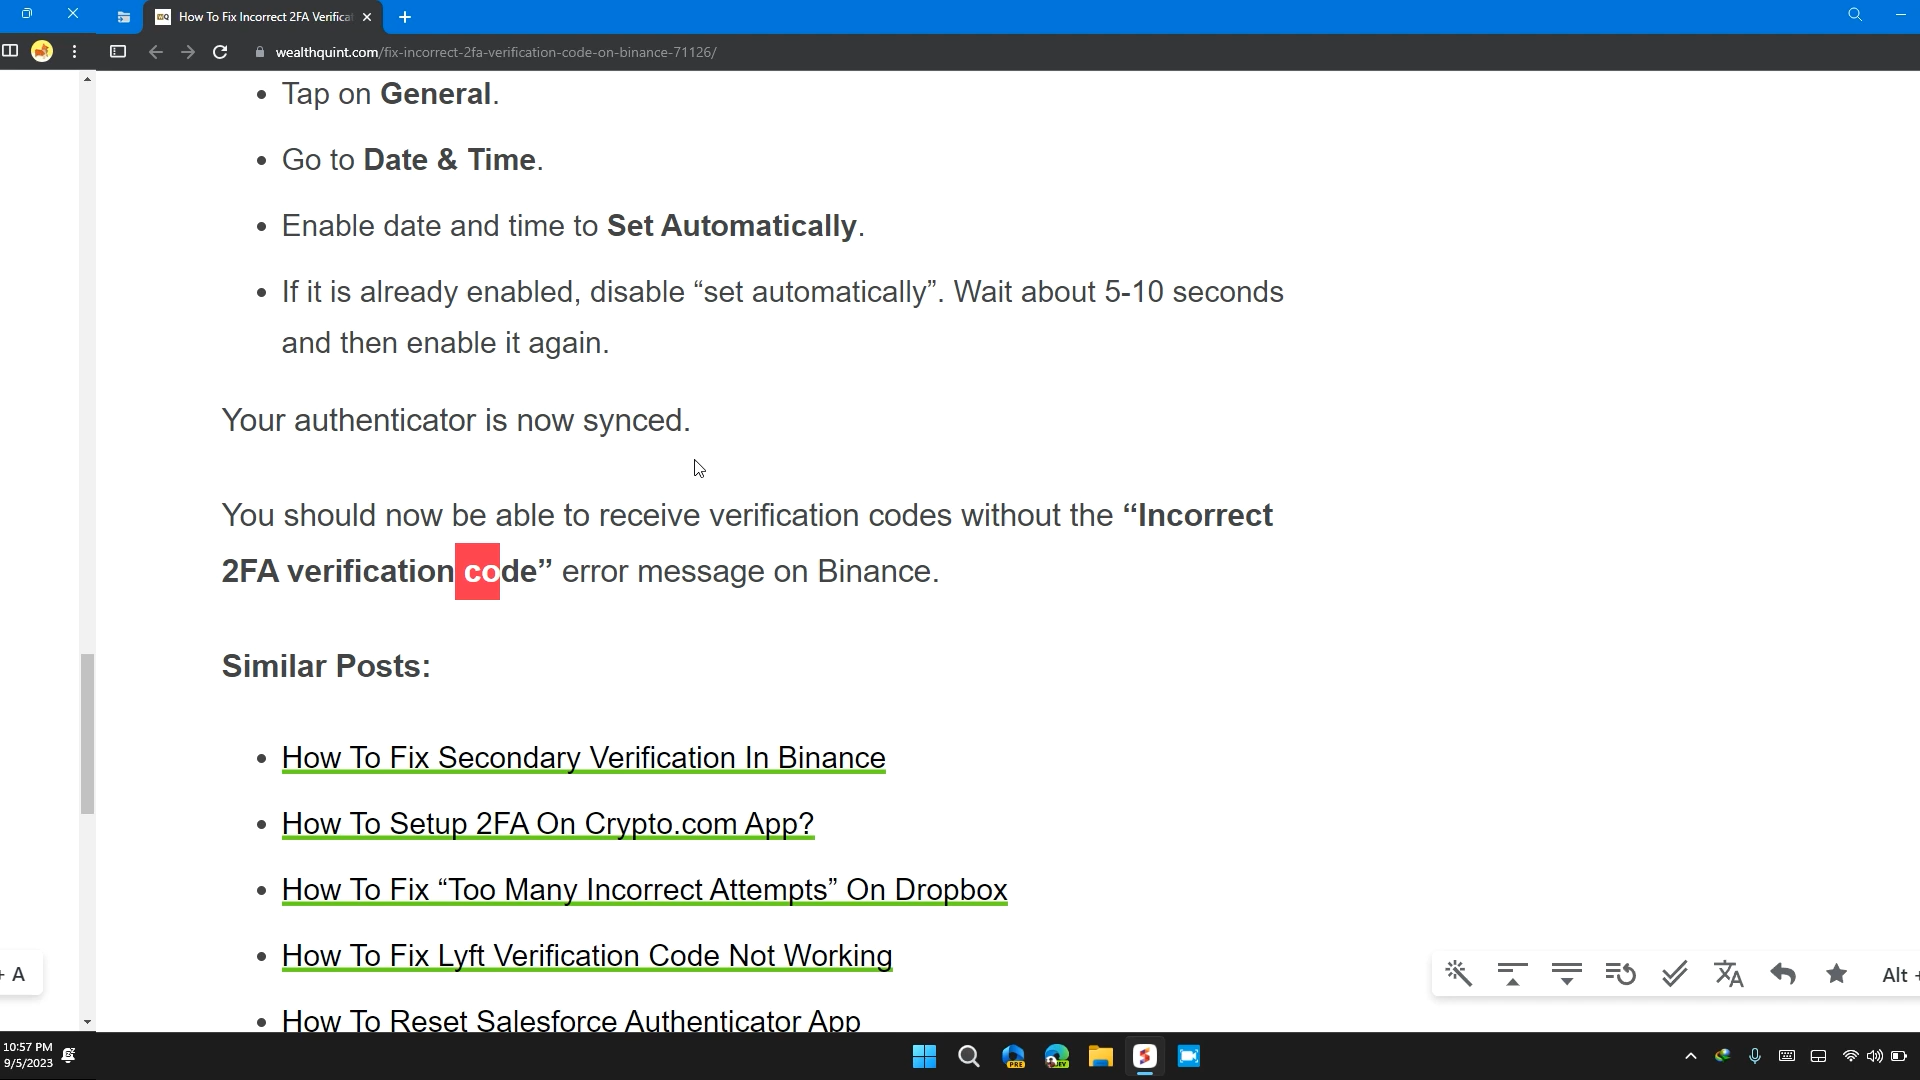 How To Fix Incorrect 2FA Verifica
wealthquint.com/fix-incorrect-2fa-verification-code-on-binance-71126/
• Tap on General.
• Go to Date & Time.
• Enable date and time to Set Automatically.
• If it is already enabled, disable “set automatically”. Wait about 5-10 seconds
and then enable it again.
Your authenticator is now synced.
You should now be able to receive verification codes without the “Incorrect
2FA verification code” error message on Binance.
Similar Posts:
• How To Fix Secondary Verification In Binance
• How To Setup 2FA On Crypto.com App?
• How To Fix “Too Many Incorrect Attempts” On Dropbox
• How To Fix Lyft Verification Code Not Working
• How To Reset Salesforce Authenticator App
+ A
Alt +
10:57 PM
9/5/2023
PRE